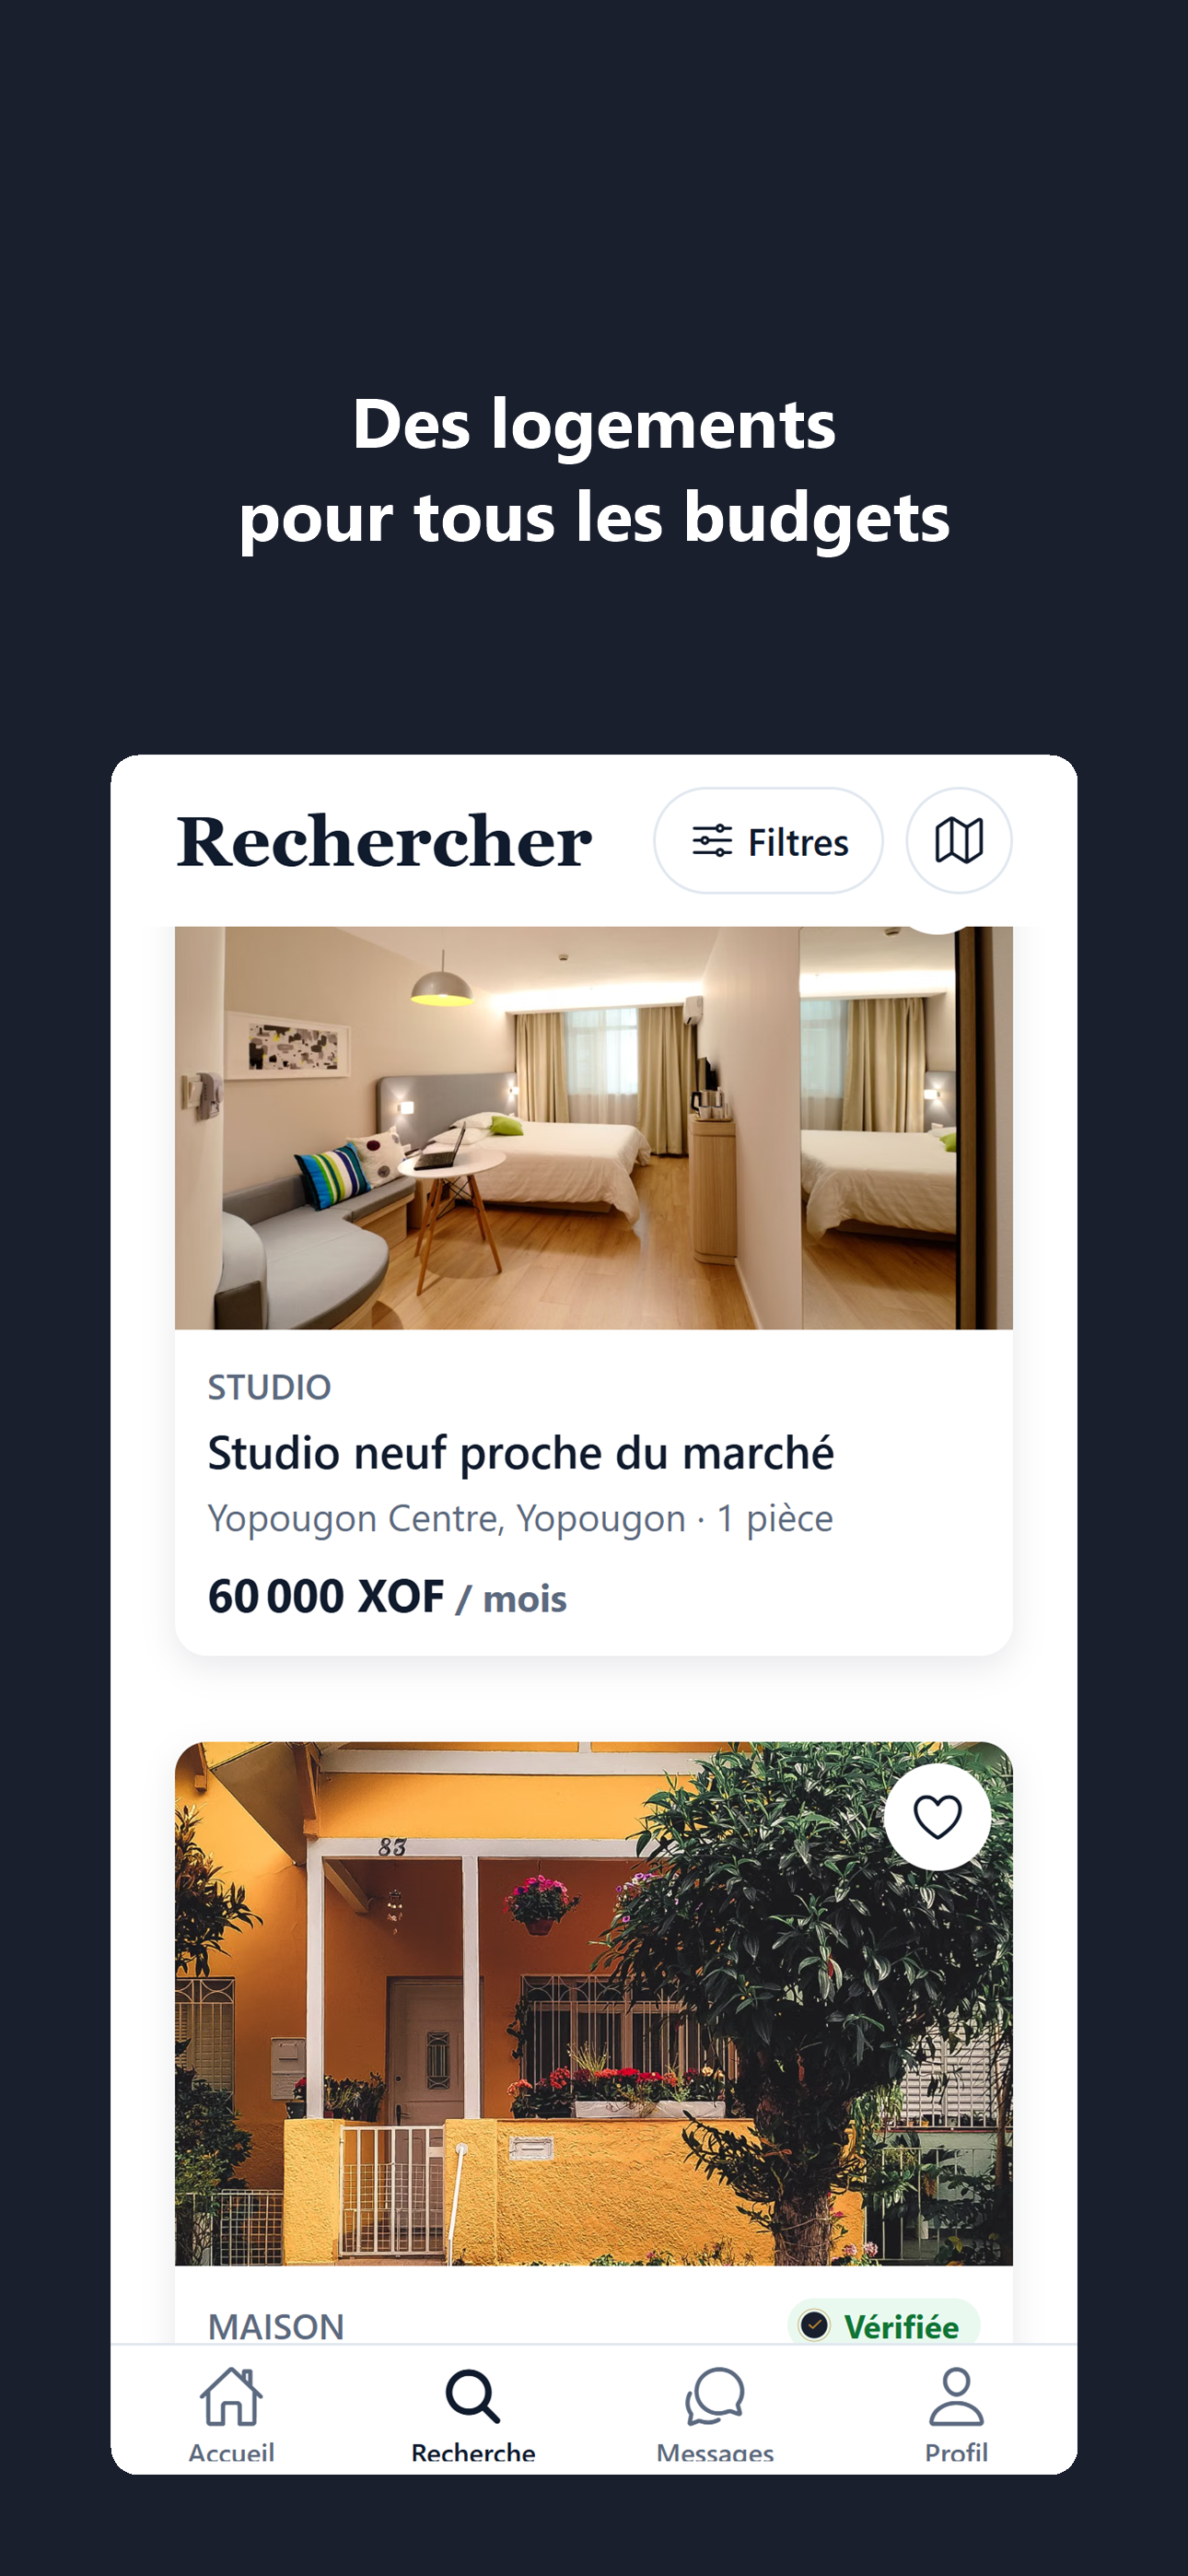 Des logements
pour tous les budgets
Rechercher
Filtres
STUDIO
Studio neuf proche du marché
Yopougon Centre, Yopougon · 1 pièce
60 000 XOF / mois
83
MAISON
Vérifiée
Accueil
Recherche
Messages
Profil